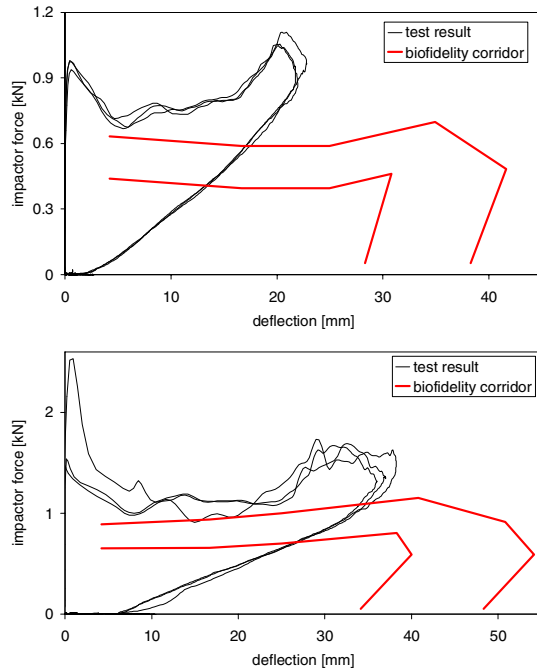 1.2
0.9
0.6
0.3
0
impactor force [kN]
test result
biofidelity corridor
0 10 20 30 40
deflection [mm]
2
1
0
impactor force [kN]
test result
biofidelity corridor
0 10 20 30 40 50
deflection [mm]